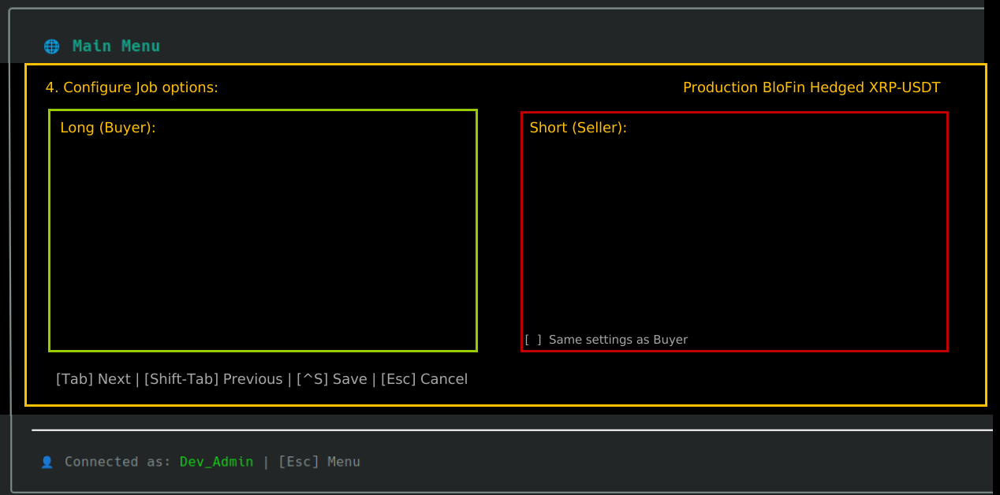 Main Menu
4. Configure Job options:
Production BloFin Hedged XRP-USDT
Long (Buyer):
Short (Seller):
[ ] Same settings as Buyer
[Tab] Next | [Shift-Tab] Previous | [^S] Save | [Esc] Cancel
Connected as: Dev_Admin | [Esc] Menu